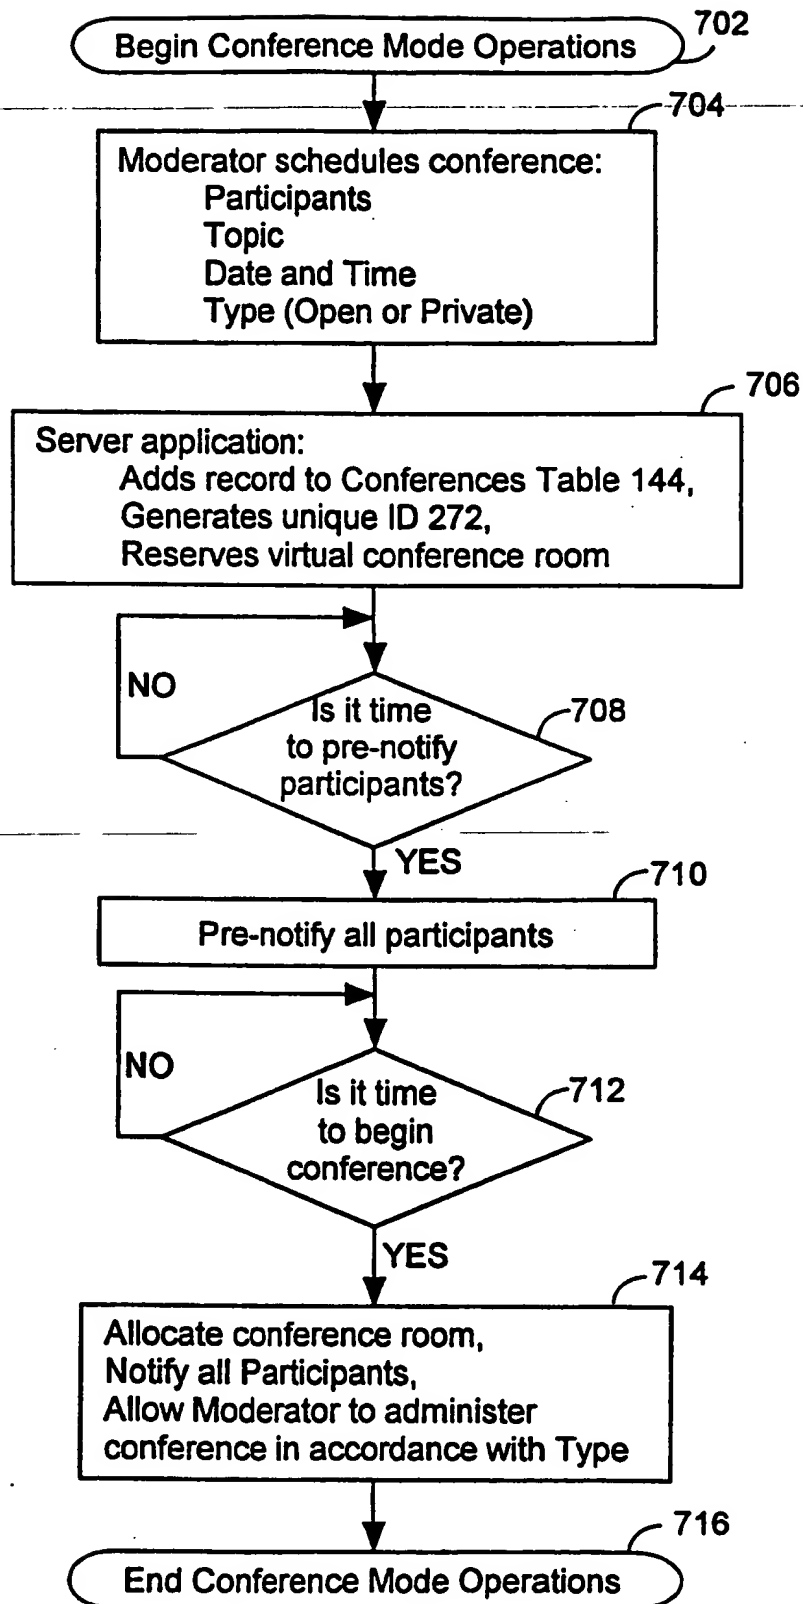 Begin Conference Mode Operations
702
704
Moderator schedules conference:
Participants
Topic
Date and Time
Type (Open or Private)
706
Server application:
Adds record to Conferences Table 144,
Generates unique ID 272,
Reserves virtual conference room
NO
Is it time
to pre-notify
participants?
708
YES
710
Pre-notify all participants
NO
Is it time
to begin
conference?
712
YES
714
Allocate conference room,
Notify all Participants,
Allow Moderator to administer
conference in accordance with Type
716
End Conference Mode Operations